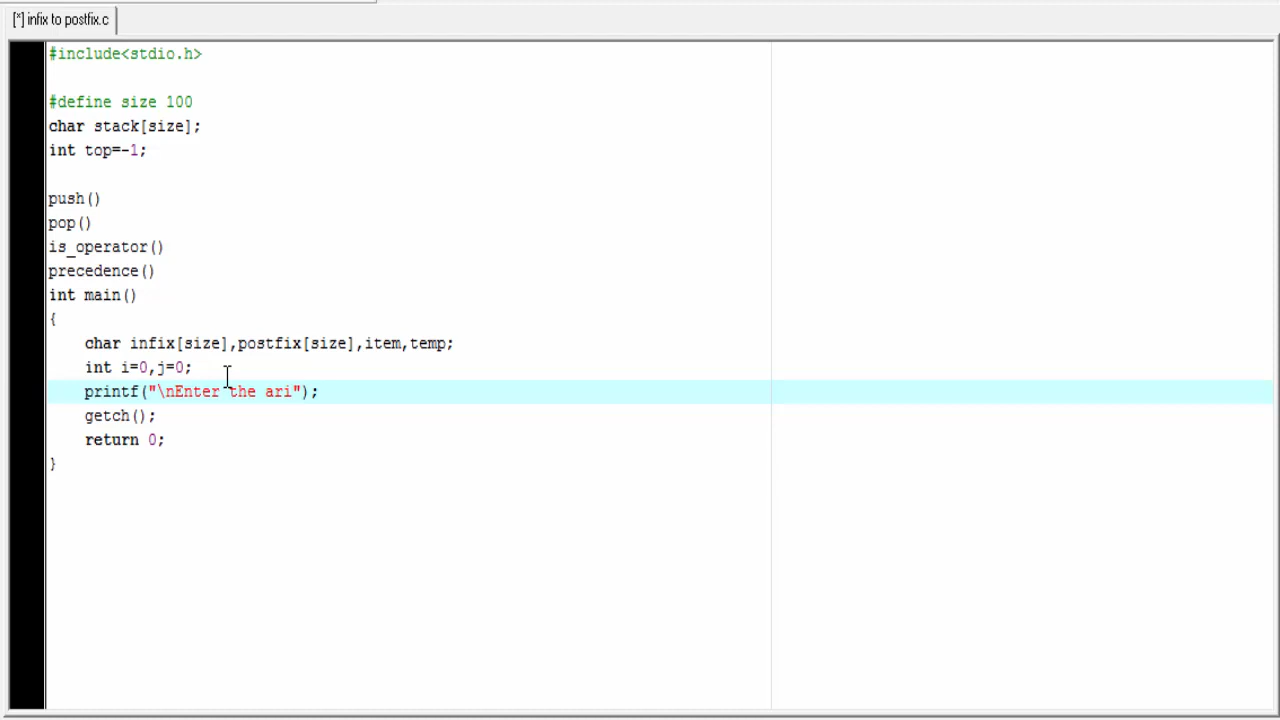 [*] infix to postfix.c
#include<stdio.h>
#define size 100
char stack[size];
int top=-1;
push()
pop()
is_operator()
precedence()
int main()
{
char infix[size],postfix[size],item,temp;
int i=0,j=0;
printf("\nEnter the ari");
getch();
return 0;
}